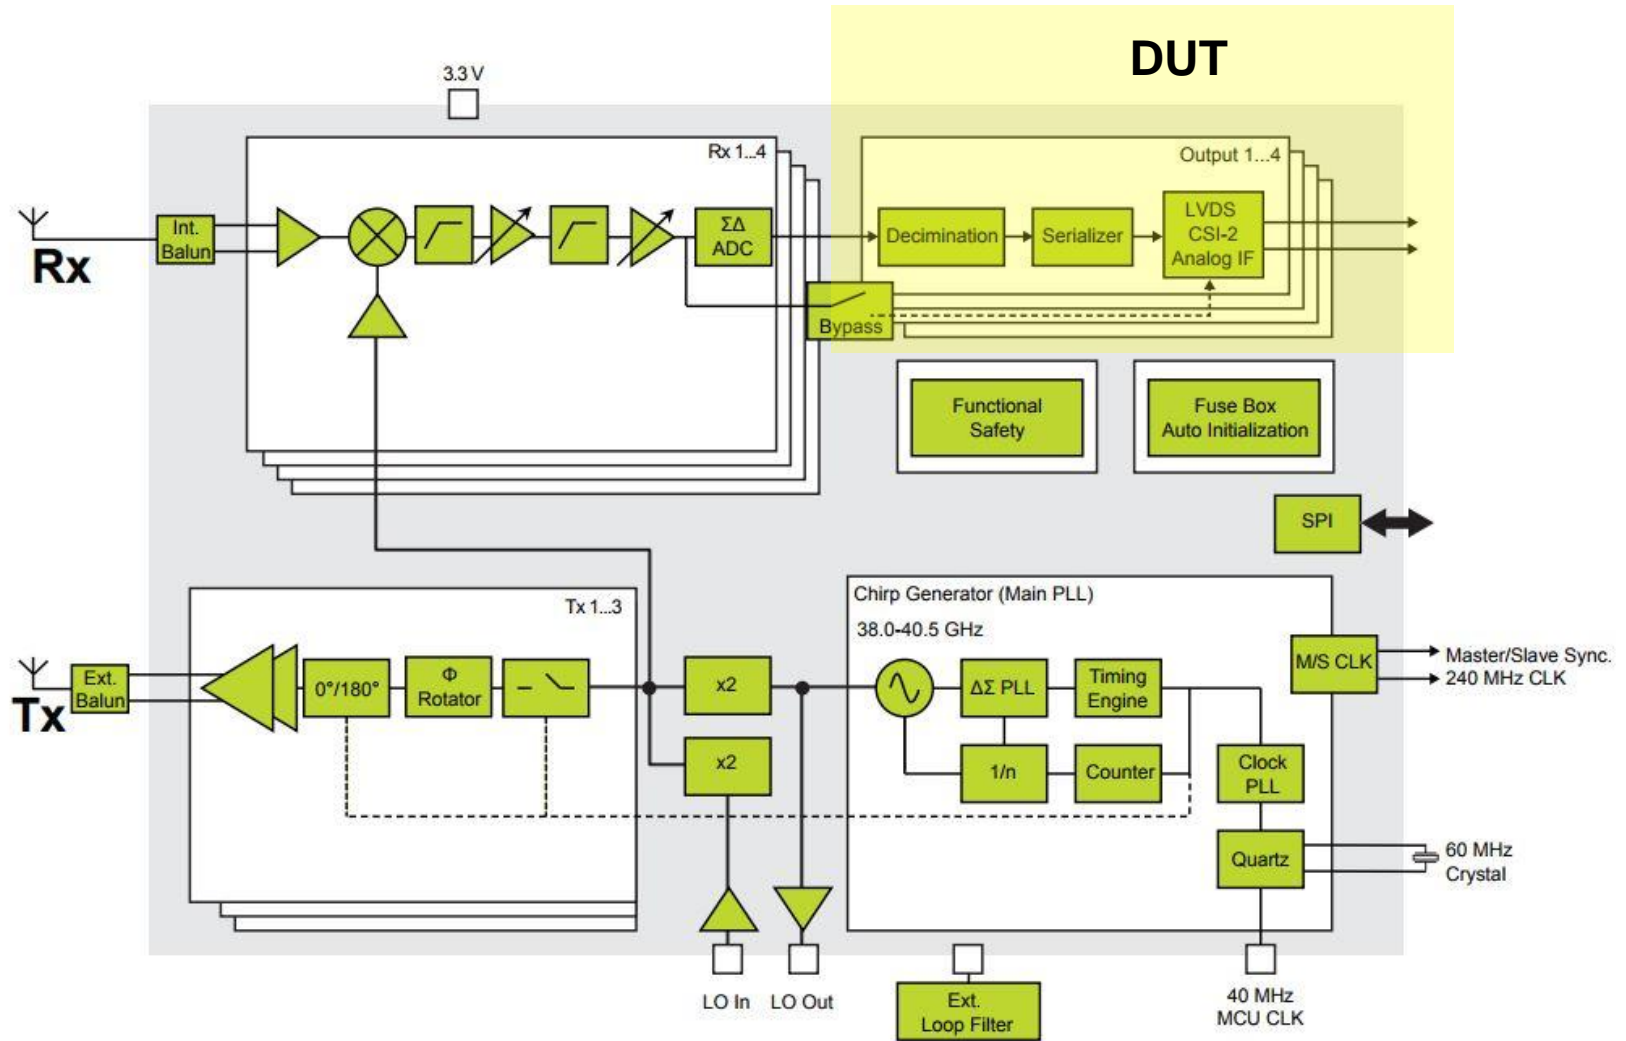 DUT
3.3 V
Rx 1...4
Output 1...4
Int.
Balun
Rx
ΣΔ
ADC
Decimination
Serializer
LVDS
CSI-2
Analog IF
Bypass
Functional
Safety
Fuse Box
Auto Initialization
SPI
Tx 1...3
Chirp Generator (Main PLL)
38.0-40.5 GHz
Ext.
Balun
Tx
0°/180°
Φ
Rotator
x2
x2
ΔΣ PLL
Timing
Engine
1/n
Counter
M/S CLK
Master/Slave Sync.
240 MHz CLK
Clock
PLL
Quartz
60 MHz
Crystal
LO In
LO Out
Ext.
Loop Filter
40 MHz
MCU CLK